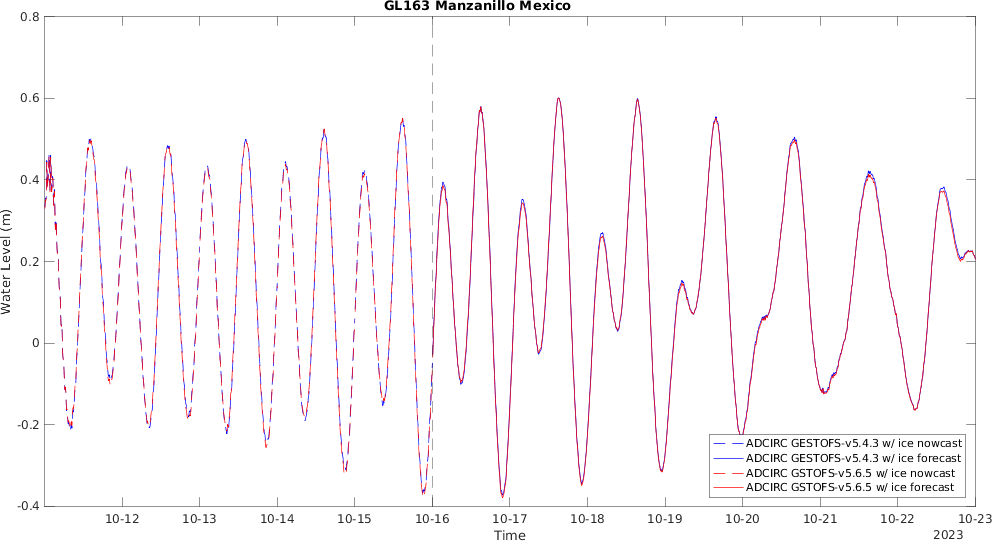 GL163 Manzanillo Mexico
0.8
0.6
0.4
0.2
0
-0.2
-0.4
Water Level (m)
10-12 10-13 10-14 10-15 10-16 10-17 10-18 10-19 10-20 10-21 10-22 10-23
Time
2023
ADCIRC GESTOFS-v5.4.3 w/ ice nowcast
ADCIRC GESTOFS-v5.4.3 w/ ice forecast
ADCIRC GSTOFS-v5.6.5 w/ ice nowcast
ADCIRC GSTOFS-v5.6.5 w/ ice forecast